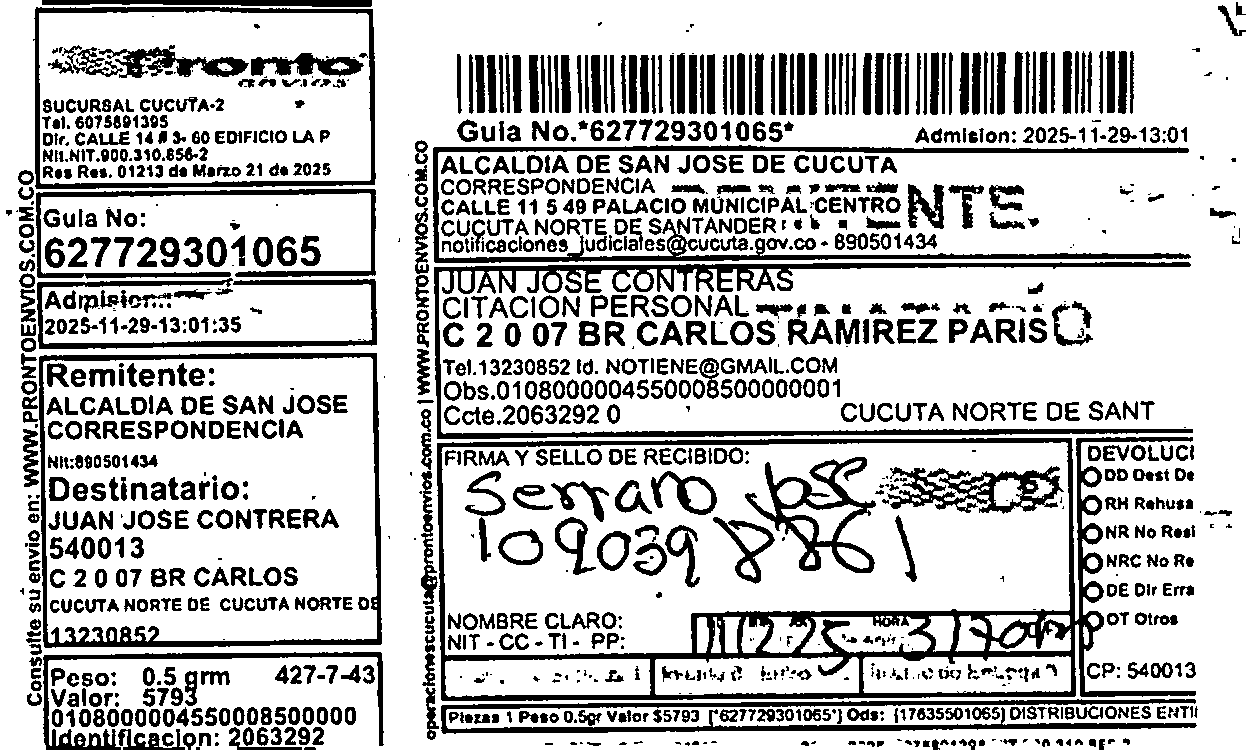 Pronto
envios
SUCURSAL CUCUTA-2
Tel. 6075891395
Dir. CALLE 14 # 3- 60 EDIFICIO LA P
Nit.NIT.900.310.856-2
Res Res. 01213 de Marzo 21 de 2025
Guia No:
627729301065
Admision:
2025-11-29-13:01:35
Remitente:
ALCALDIA DE SAN JOSE
CORRESPONDENCIA
Nit:890501434
Destinatario:
JUAN JOSE CONTRERA
540013
C 2 0 07 BR CARLOS
CUCUTA NORTE DE CUCUTA NORTE DE
13230852
Peso: 0.5 grm 427-7-43
Valor: 5793
01080000045500085000000
Identificacion: 2063292
Consulte su envio en: WWW.PRONTOENVIOS.COM.CO
operacionescucuta@prontoenvios.com.co | WWW.PRONTOENVIOS.COM.CO
Guia No.*627729301065* Admision: 2025-11-29-13:01
ALCALDIA DE SAN JOSE DE CUCUTA
CORRESPONDENCIA
CALLE 11 5 49 PALACIO MUNICIPAL CENTRO
NTE.
CUCUTA NORTE DE SANTANDER
notificaciones_judiciales@cucuta.gov.co - 890501434
JUAN JOSE CONTRERAS
CITACION PERSONAL
C 2 0 07 BR CARLOS RAMIREZ PARIS
Tel.13230852 Id. NOTIENE@GMAIL.COM
Obs.010800000455000850000001
Ccte.2063292 0 CUCUTA NORTE DE SANT
FIRMA Y SELLO DE RECIBIDO:
Serrano José
1090398861
NOMBRE CLARO:
NIT - CC - TI - PP:
HORA
DEVOLUCI
DD Dest De
RH Rehusa
NR No Resi
NRC No Re
DE Dir Erra
OT Otros
CP: 540013
Piezas 1 Peso 0.5gr Valor $5793 [*627729301065*] Ods: [17635501065] DISTRIBUCIONES ENTI